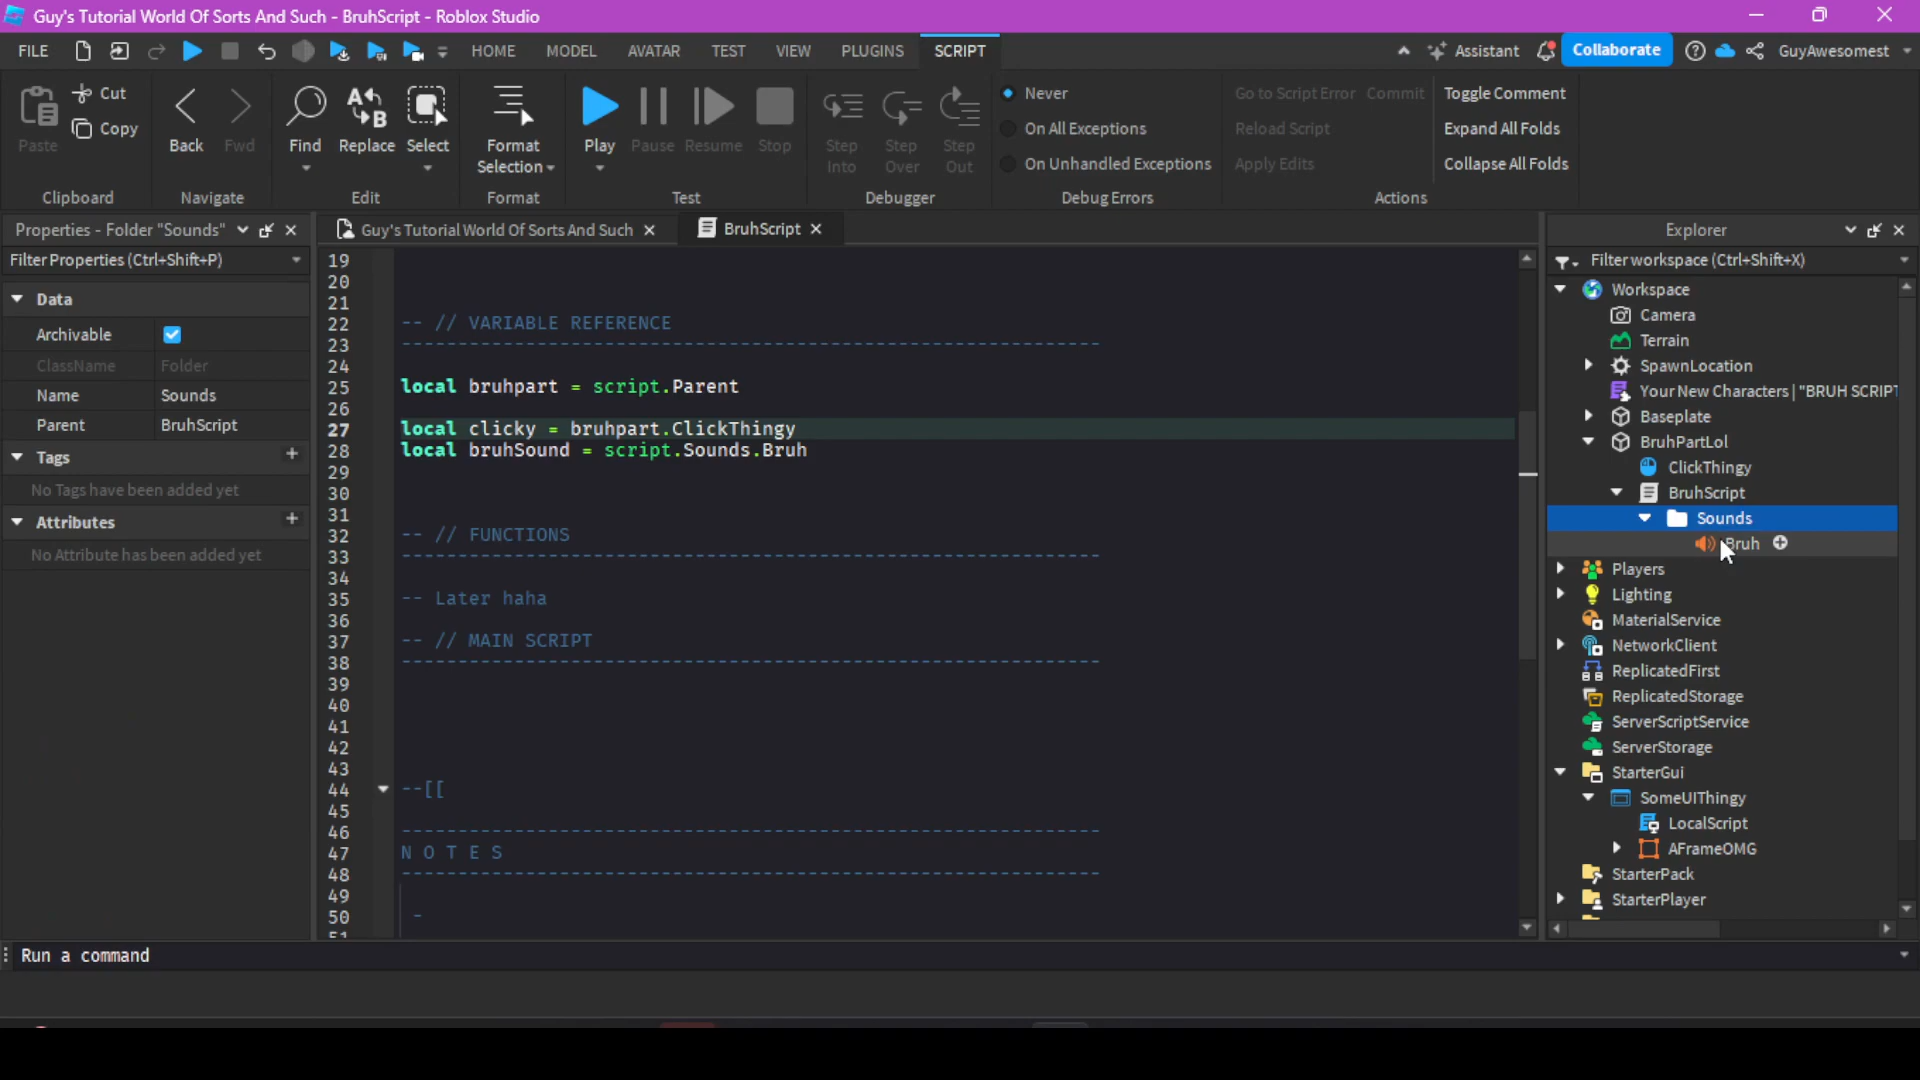 Guy's Tutorial World Of Sorts And Such - BruhScript - Roblox Studio
FILE HOME MODEL AVATAR TEST VIEW PLUGINS SCRIPT Assistant Collaborate GuyAwesomest
Paste Cut Copy
Clipboard
Back Fwd
Navigate
Find Replace Select
Edit
Format Selection
Format
Play Pause Resume Stop
Test
Step Into Step Over Step Out
Debugger
Never
On All Exceptions
On Unhandled Exceptions
Debug Errors
Go to Script Error Commit
Reload Script
Apply Edits
Toggle Comment
Expand All Folds
Collapse All Folds
Actions
Properties - Folder "Sounds"
Filter Properties (Ctrl+Shift+P)
Data
Archivable
ClassName Folder
Name Sounds
Parent BruhScript
Tags +
No Tags have been added yet
Attributes +
No Attribute has been added yet
Guy's Tutorial World Of Sorts And Such BruhScript
19
20
21
22 -- // VARIABLE REFERENCE
23 --------------------------------------------------------------
24
25 local bruhpart = script.Parent
26
27 local clicky = bruhpart.ClickThingy
28 local bruhSound = script.Sounds.Bruh
29
30
31
32 -- // FUNCTIONS
33 --------------------------------------------------------------
34
35 -- Later haha
36
37 -- // MAIN SCRIPT
38 --------------------------------------------------------------
39
40
41
42
43
44 --[[
45
46 --------------------------------------------------------------
47 N O T E S
48 --------------------------------------------------------------
49
50 -
51
Explorer
Filter workspace (Ctrl+Shift+X)
Workspace
Camera
Terrain
SpawnLocation
Your New Characters | "BRUH SCRIPT
Baseplate
BruhPartLol
ClickThingy
BruhScript
Sounds
Bruh
Players
Lighting
MaterialService
NetworkClient
ReplicatedFirst
ReplicatedStorage
ServerScriptService
ServerStorage
StarterGui
SomeUIThingy
LocalScript
AFrameOMG
StarterPack
StarterPlayer
Run a command